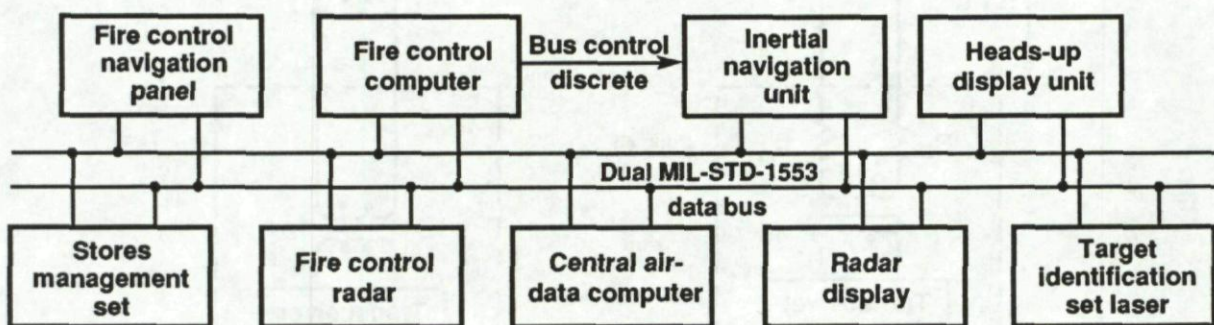 Fire control
navigation
panel
Fire control
computer
Bus control
discrete
Inertial
navigation
unit
Heads-up
display unit
Dual MIL-STD-1553
data bus
Stores
management
set
Fire control
radar
Central air-
data computer
Radar
display
Target
identification
set laser